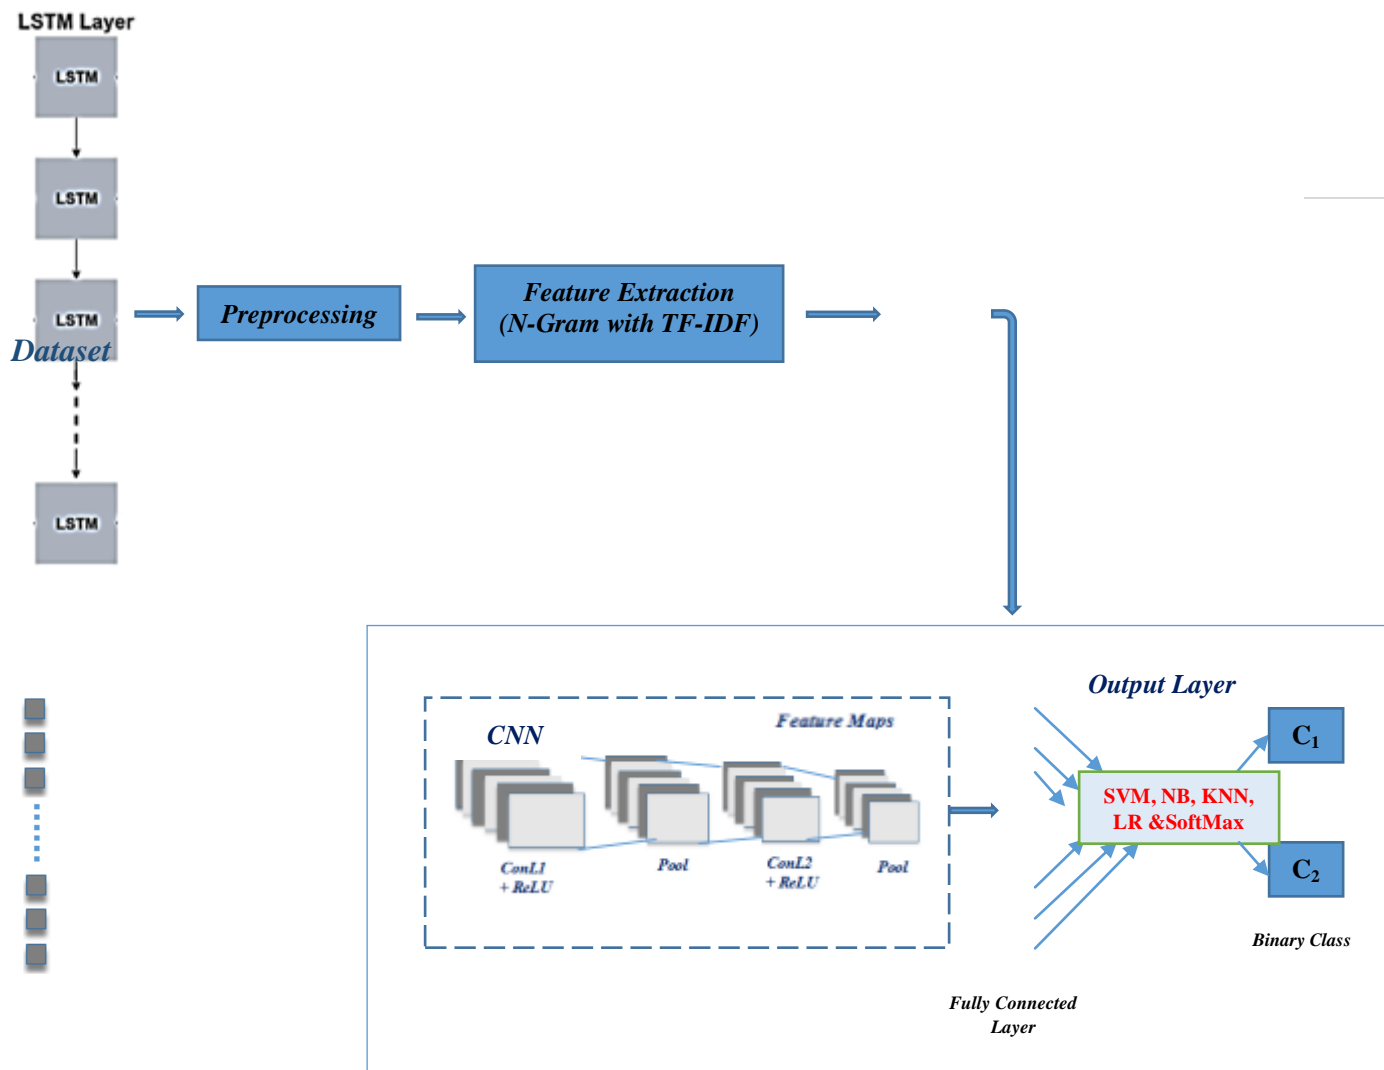 LSTM Layer
LSTM
LSTM
LSTM
Dataset
LSTM
Preprocessing
Feature Extraction
(N-Gram with TF-IDF)
CNN
Feature Maps
ConL1
+ ReLU
Pool
ConL2
+ ReLU
Pool
Output Layer
SVM, NB, KNN,
LR &SoftMax
C₁
C₂
Binary Class
Fully Connected
Layer